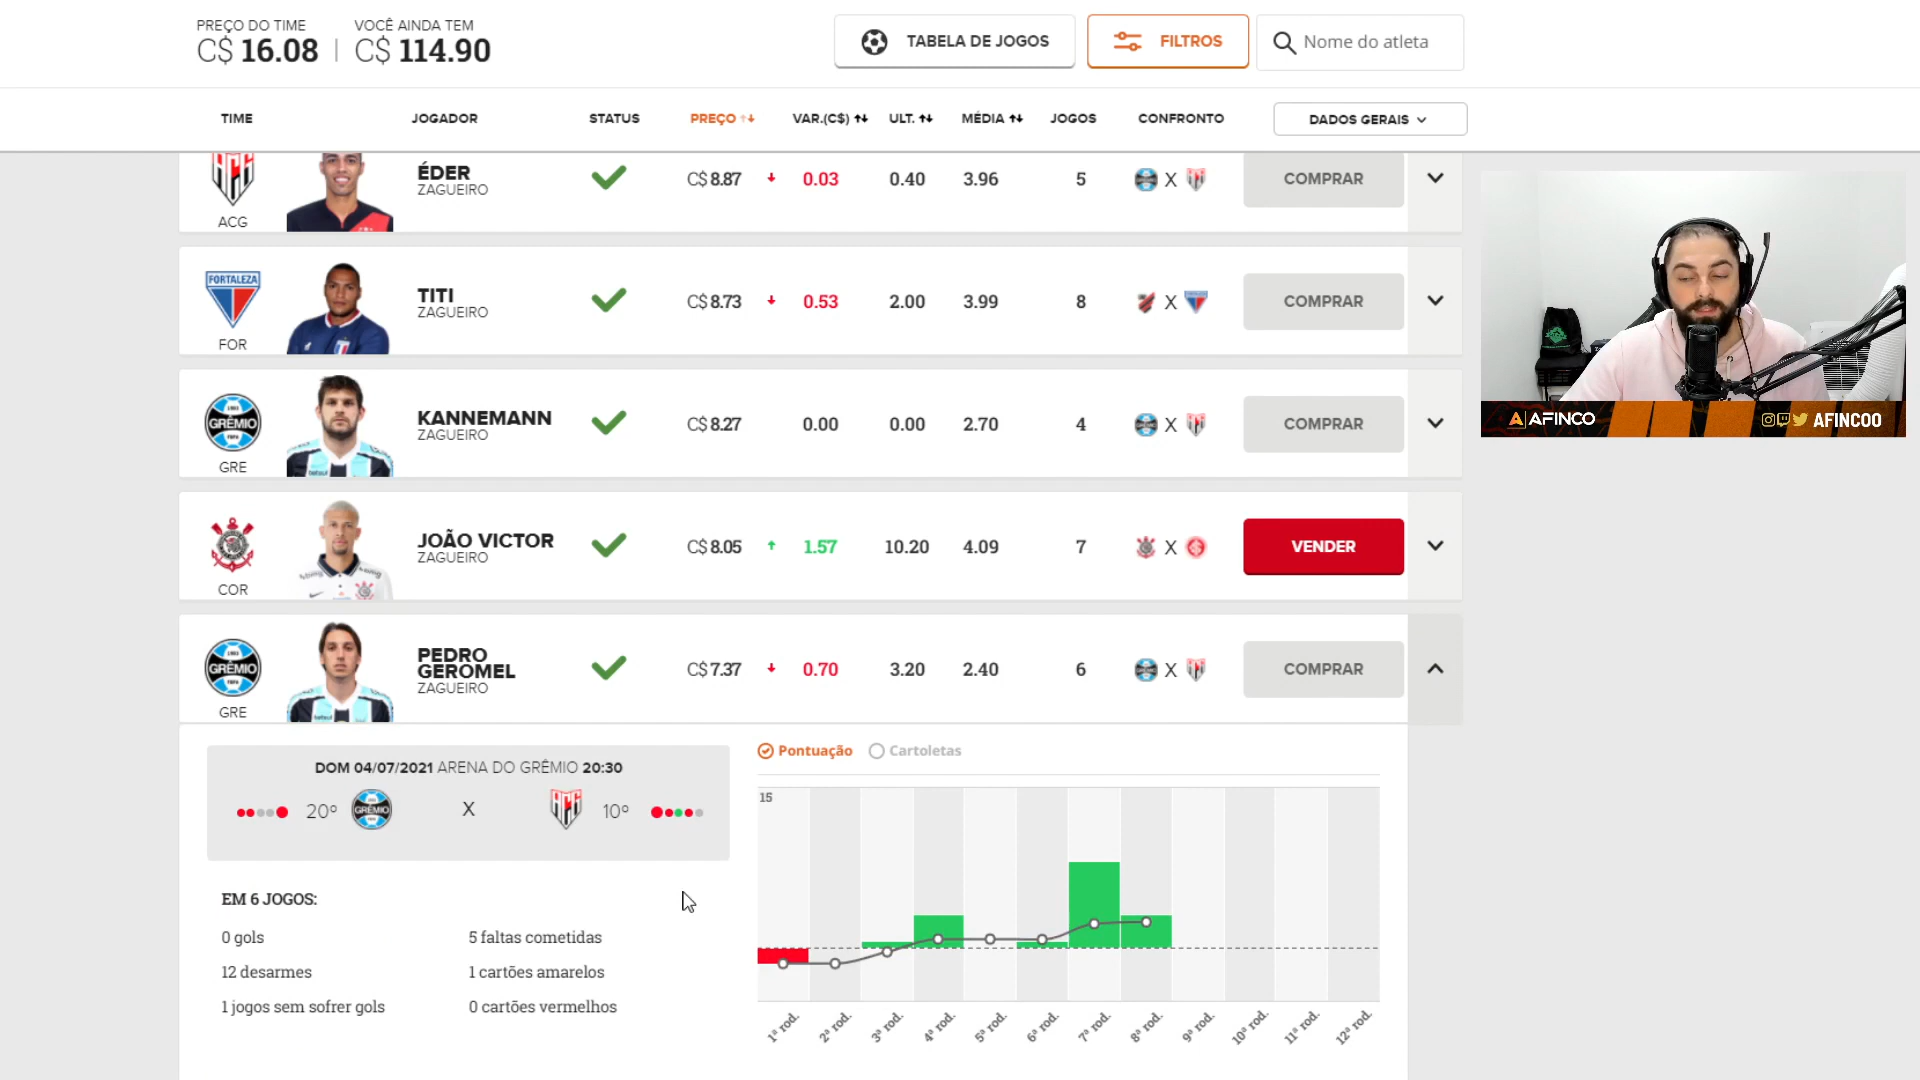 PREÇO DO TIME
C$ 16.08
VOCÊ AINDA TEM
C$ 114.90
TABELA DE JOGOS
FILTROS
Nome do atleta
TIME JOGADOR STATUS PREÇO VAR.(C$) ULT. MÉDIA JOGOS CONFRONTO DADOS GERAIS
ACG
ÉDER
ZAGUEIRO
C$ 8.87 0.03 0.40 3.96 5 X COMPRAR
FORTALEZA
FOR
TITI
ZAGUEIRO
C$ 8.73 0.53 2.00 3.99 8 X COMPRAR
GRÊMIO
GRE
KANNEMANN
ZAGUEIRO
C$ 8.27 0.00 0.00 2.70 4 X COMPRAR
COR
JOÃO VICTOR
ZAGUEIRO
C$ 8.05 1.57 10.20 4.09 7 X VENDER
GRÊMIO
GRE
PEDRO
GEROMEL
ZAGUEIRO
C$ 7.37 0.70 3.20 2.40 6 X COMPRAR
DOM 04/07/2021 ARENA DO GRÊMIO 20:30
20º GRÊMIO X 10º
EM 6 JOGOS:
0 gols
12 desarmes
1 jogos sem sofrer gols
5 faltas cometidas
1 cartões amarelos
0 cartões vermelhos
Pontuação Cartoletas
15
1ª rod. 2ª rod. 3ª rod. 4ª rod. 5ª rod. 6ª rod. 7ª rod. 8ª rod. 9ª rod. 10ª rod. 11ª rod. 12ª rod.
AFINCO
AFINCOO